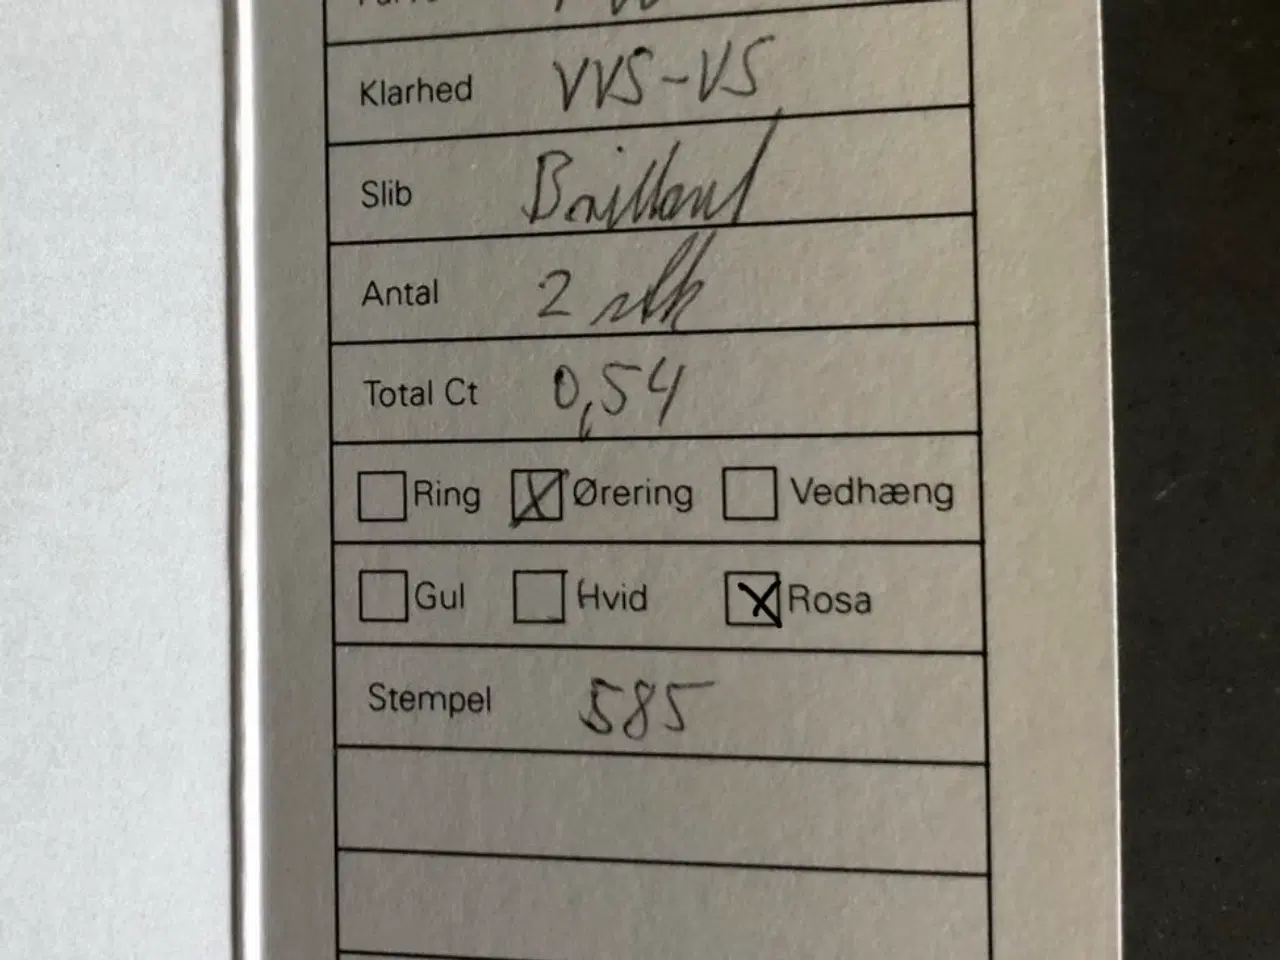 Klarhed VVS-VS
Slib Brillant
Antal 2 stk
Total Ct 0,54
Ring X Ørering Vedhæng
Gul Hvid X Rosa
Stempel 585